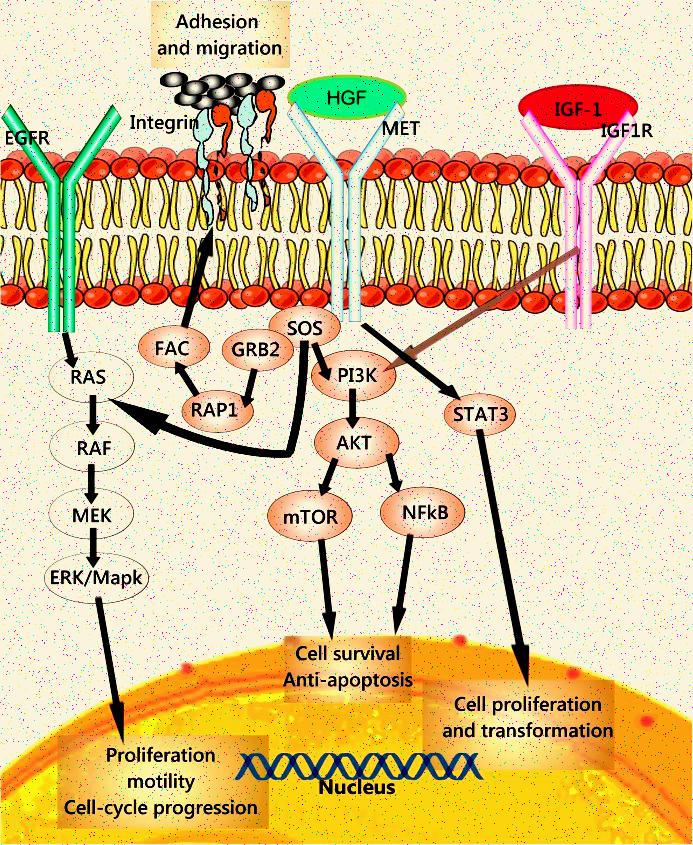 Adhesion
and migration
HGF
IGF-1
EGFR
Integrin
MET
IGF1R
SOS
FAC
GRB2
RAS
PI3K
RAP1
STAT3
RAF
AKT
MEK
mTOR
NFkB
ERK/Mapk
Cell survival
Anti-apoptosis
Cell proliferation
and transformation
Proliferation
motility
Cell-cycle progression
Nucleus